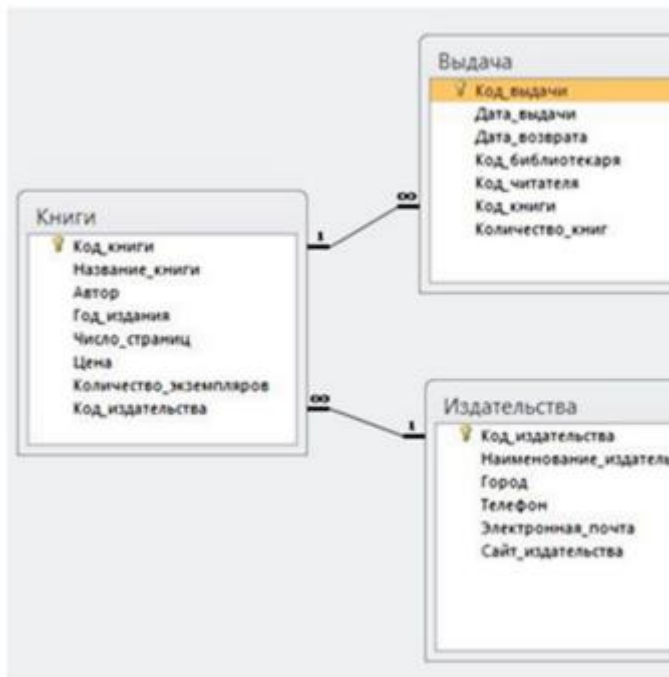 Выдача
Код_выдачи
Дата_выдачи
Дата_возврата
Код_библиотекаря
Код_читателя
Код_книги
Количество_книг
∞
1
Книги
Код_книги
Название_книги
Автор
Год_издания
Число_страниц
Цена
Количество_экземпляров
Код_издательства
∞
1
Издательства
Код_издательства
Наименование_издатель
Город
Телефон
Электронная_почта
Сайт_издательства